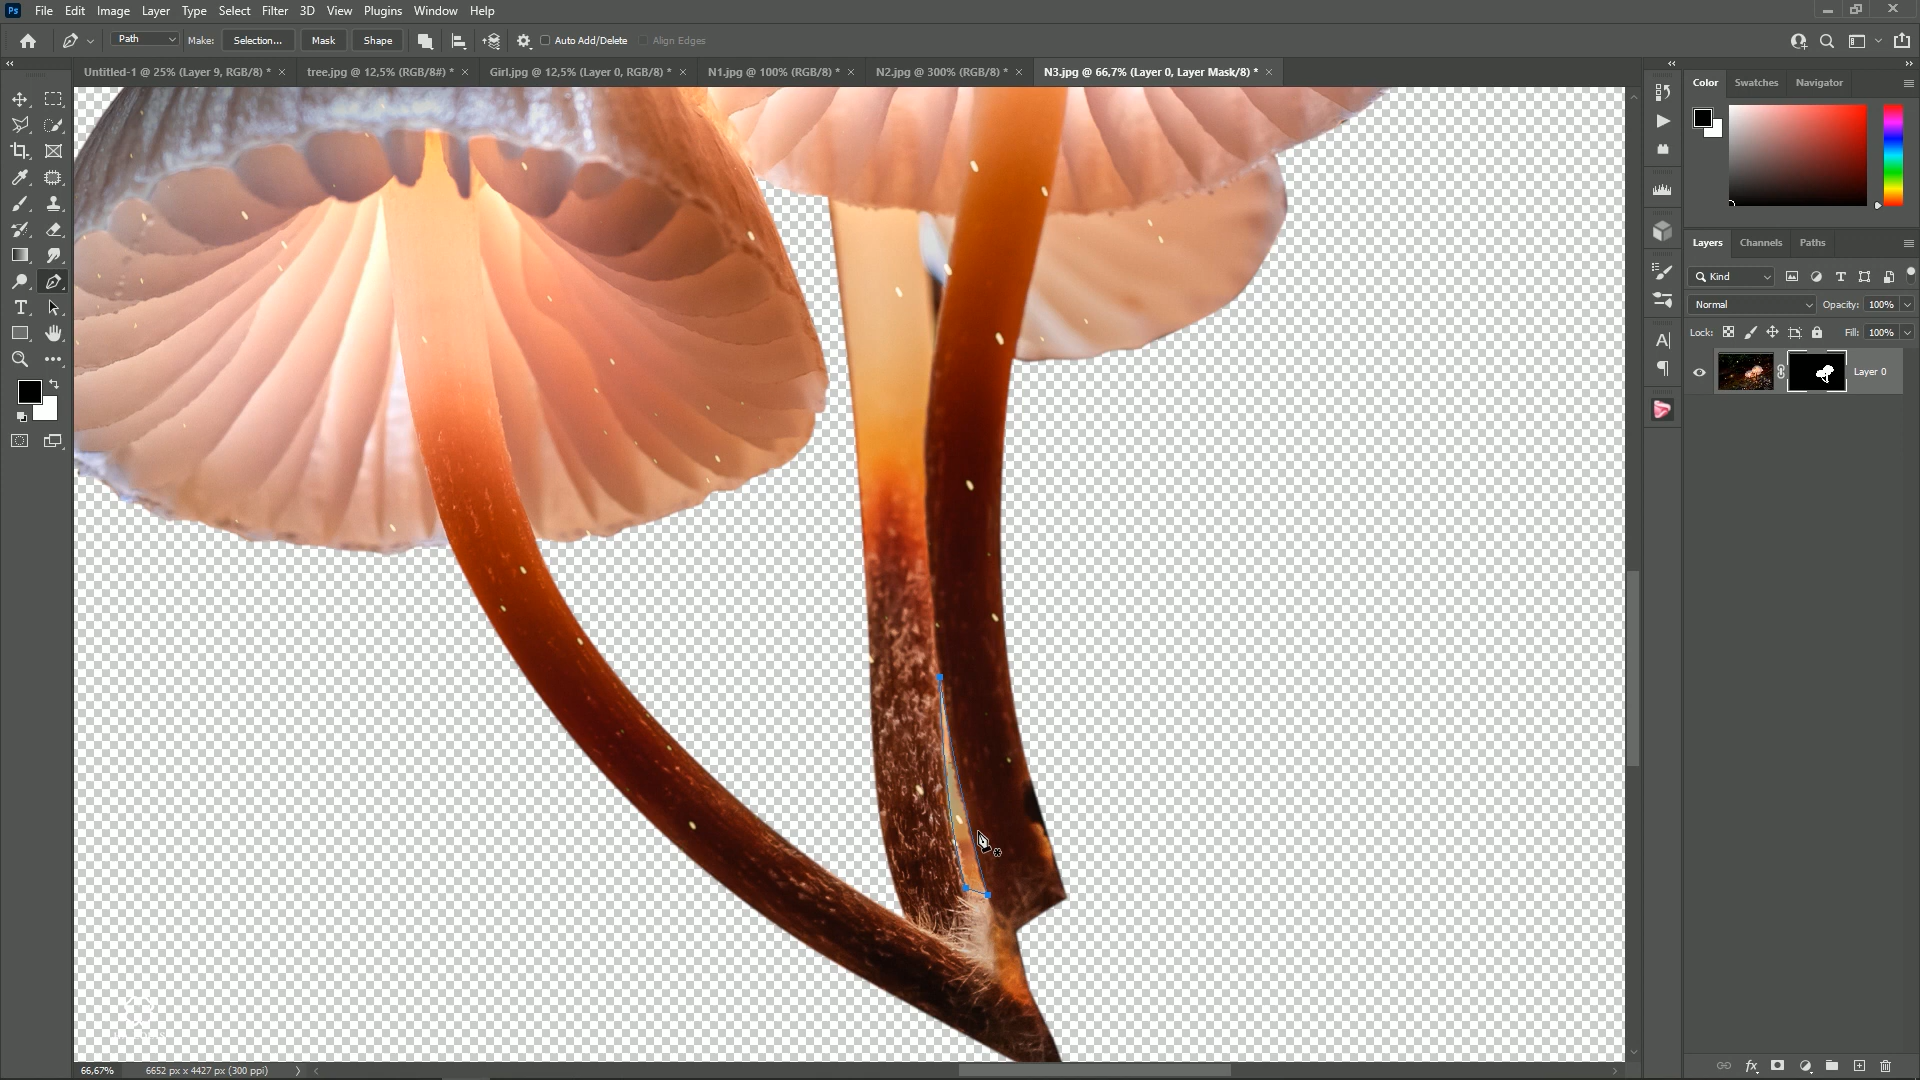 Ps File Edit Image Layer Type Select Filter 3D View Plugins Window Help
Path Make: Selection... Mask Shape Auto Add/Delete Align Edges
Untitled-1 @ 25% (Layer 9, RGB/8) * tree.jpg @ 12,5% (RGB/8#) * Girl.jpg @ 12,5% (Layer 0, RGB/8) * N1.jpg @ 100% (RGB/8) * N2.jpg @ 300% (RGB/8) * N3.jpg @ 66,7% (Layer 0, Layer Mask/8) *
Color Swatches Navigator
Layers Channels Paths
Kind
Normal Opacity: 100%
Lock: Fill: 100%
Layer 0
66,67% 6652 px x 4427 px (300 ppi)